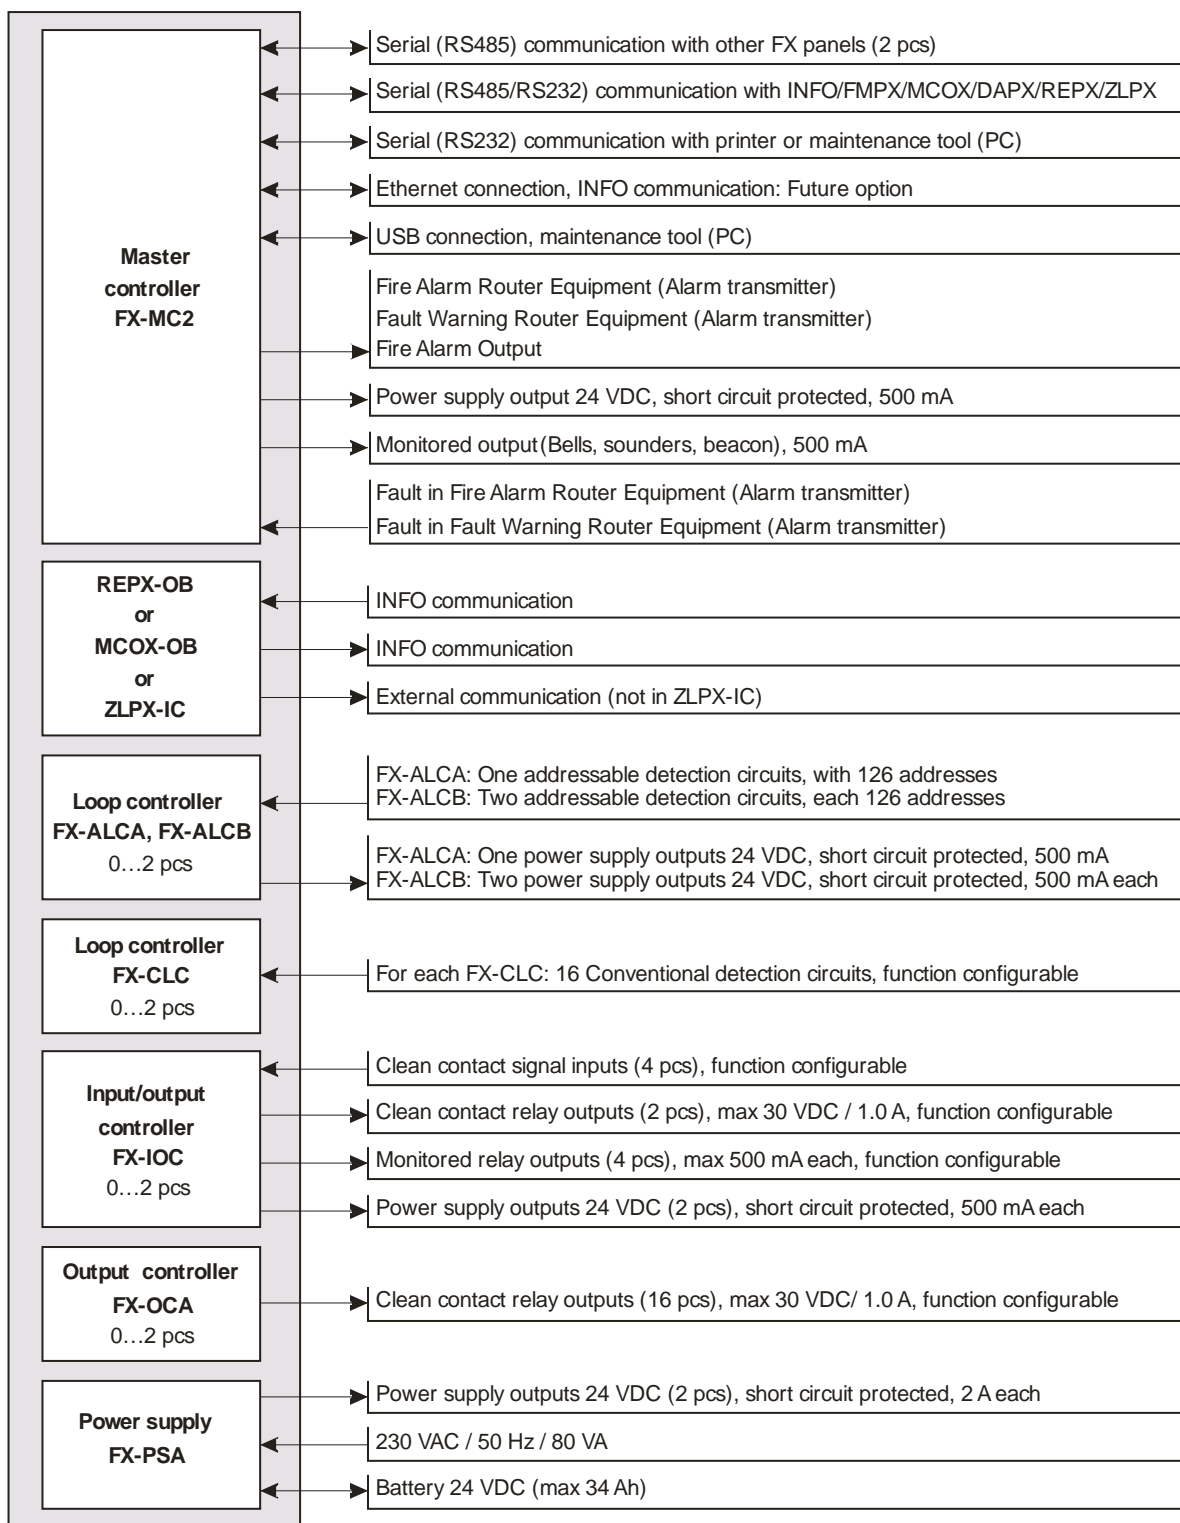 Master
controller
FX-MC2
Serial (RS485) communication with other FX panels (2 pcs)
Serial (RS485/RS232) communication with INFO/FMPX/MCOX/DAPX/REPX/ZLPX
Serial (RS232) communication with printer or maintenance tool (PC)
Ethernet connection, INFO communication: Future option
USB connection, maintenance tool (PC)
Fire Alarm Router Equipment (Alarm transmitter)
Fault Warning Router Equipment (Alarm transmitter)
Fire Alarm Output
Power supply output 24 VDC, short circuit protected, 500 mA
Monitored output (Bells, sounders, beacon), 500 mA
Fault in Fire Alarm Router Equipment (Alarm transmitter)
Fault in Fault Warning Router Equipment (Alarm transmitter)
REPX-OB
or
MCOX-OB
or
ZLPX-IC
INFO communication
INFO communication
External communication (not in ZLPX-IC)
Loop controller
FX-ALCA, FX-ALCB
0…2 pcs
FX-ALCA: One addressable detection circuits, with 126 addresses
FX-ALCB: Two addressable detection circuits, each 126 addresses
FX-ALCA: One power supply outputs 24 VDC, short circuit protected, 500 mA
FX-ALCB: Two power supply outputs 24 VDC, short circuit protected, 500 mA each
Loop controller
FX-CLC
0…2 pcs
For each FX-CLC: 16 Conventional detection circuits, function configurable
Input/output
controller
FX-IOC
0…2 pcs
Clean contact signal inputs (4 pcs), function configurable
Clean contact relay outputs (2 pcs), max 30 VDC / 1.0 A, function configurable
Monitored relay outputs (4 pcs), max 500 mA each, function configurable
Power supply outputs 24 VDC (2 pcs), short circuit protected, 500 mA each
Output controller
FX-OCA
0…2 pcs
Clean contact relay outputs (16 pcs), max 30 VDC/ 1.0 A, function configurable
Power supply
FX-PSA
Power supply outputs 24 VDC (2 pcs), short circuit protected, 2 A each
230 VAC / 50 Hz / 80 VA
Battery 24 VDC (max 34 Ah)